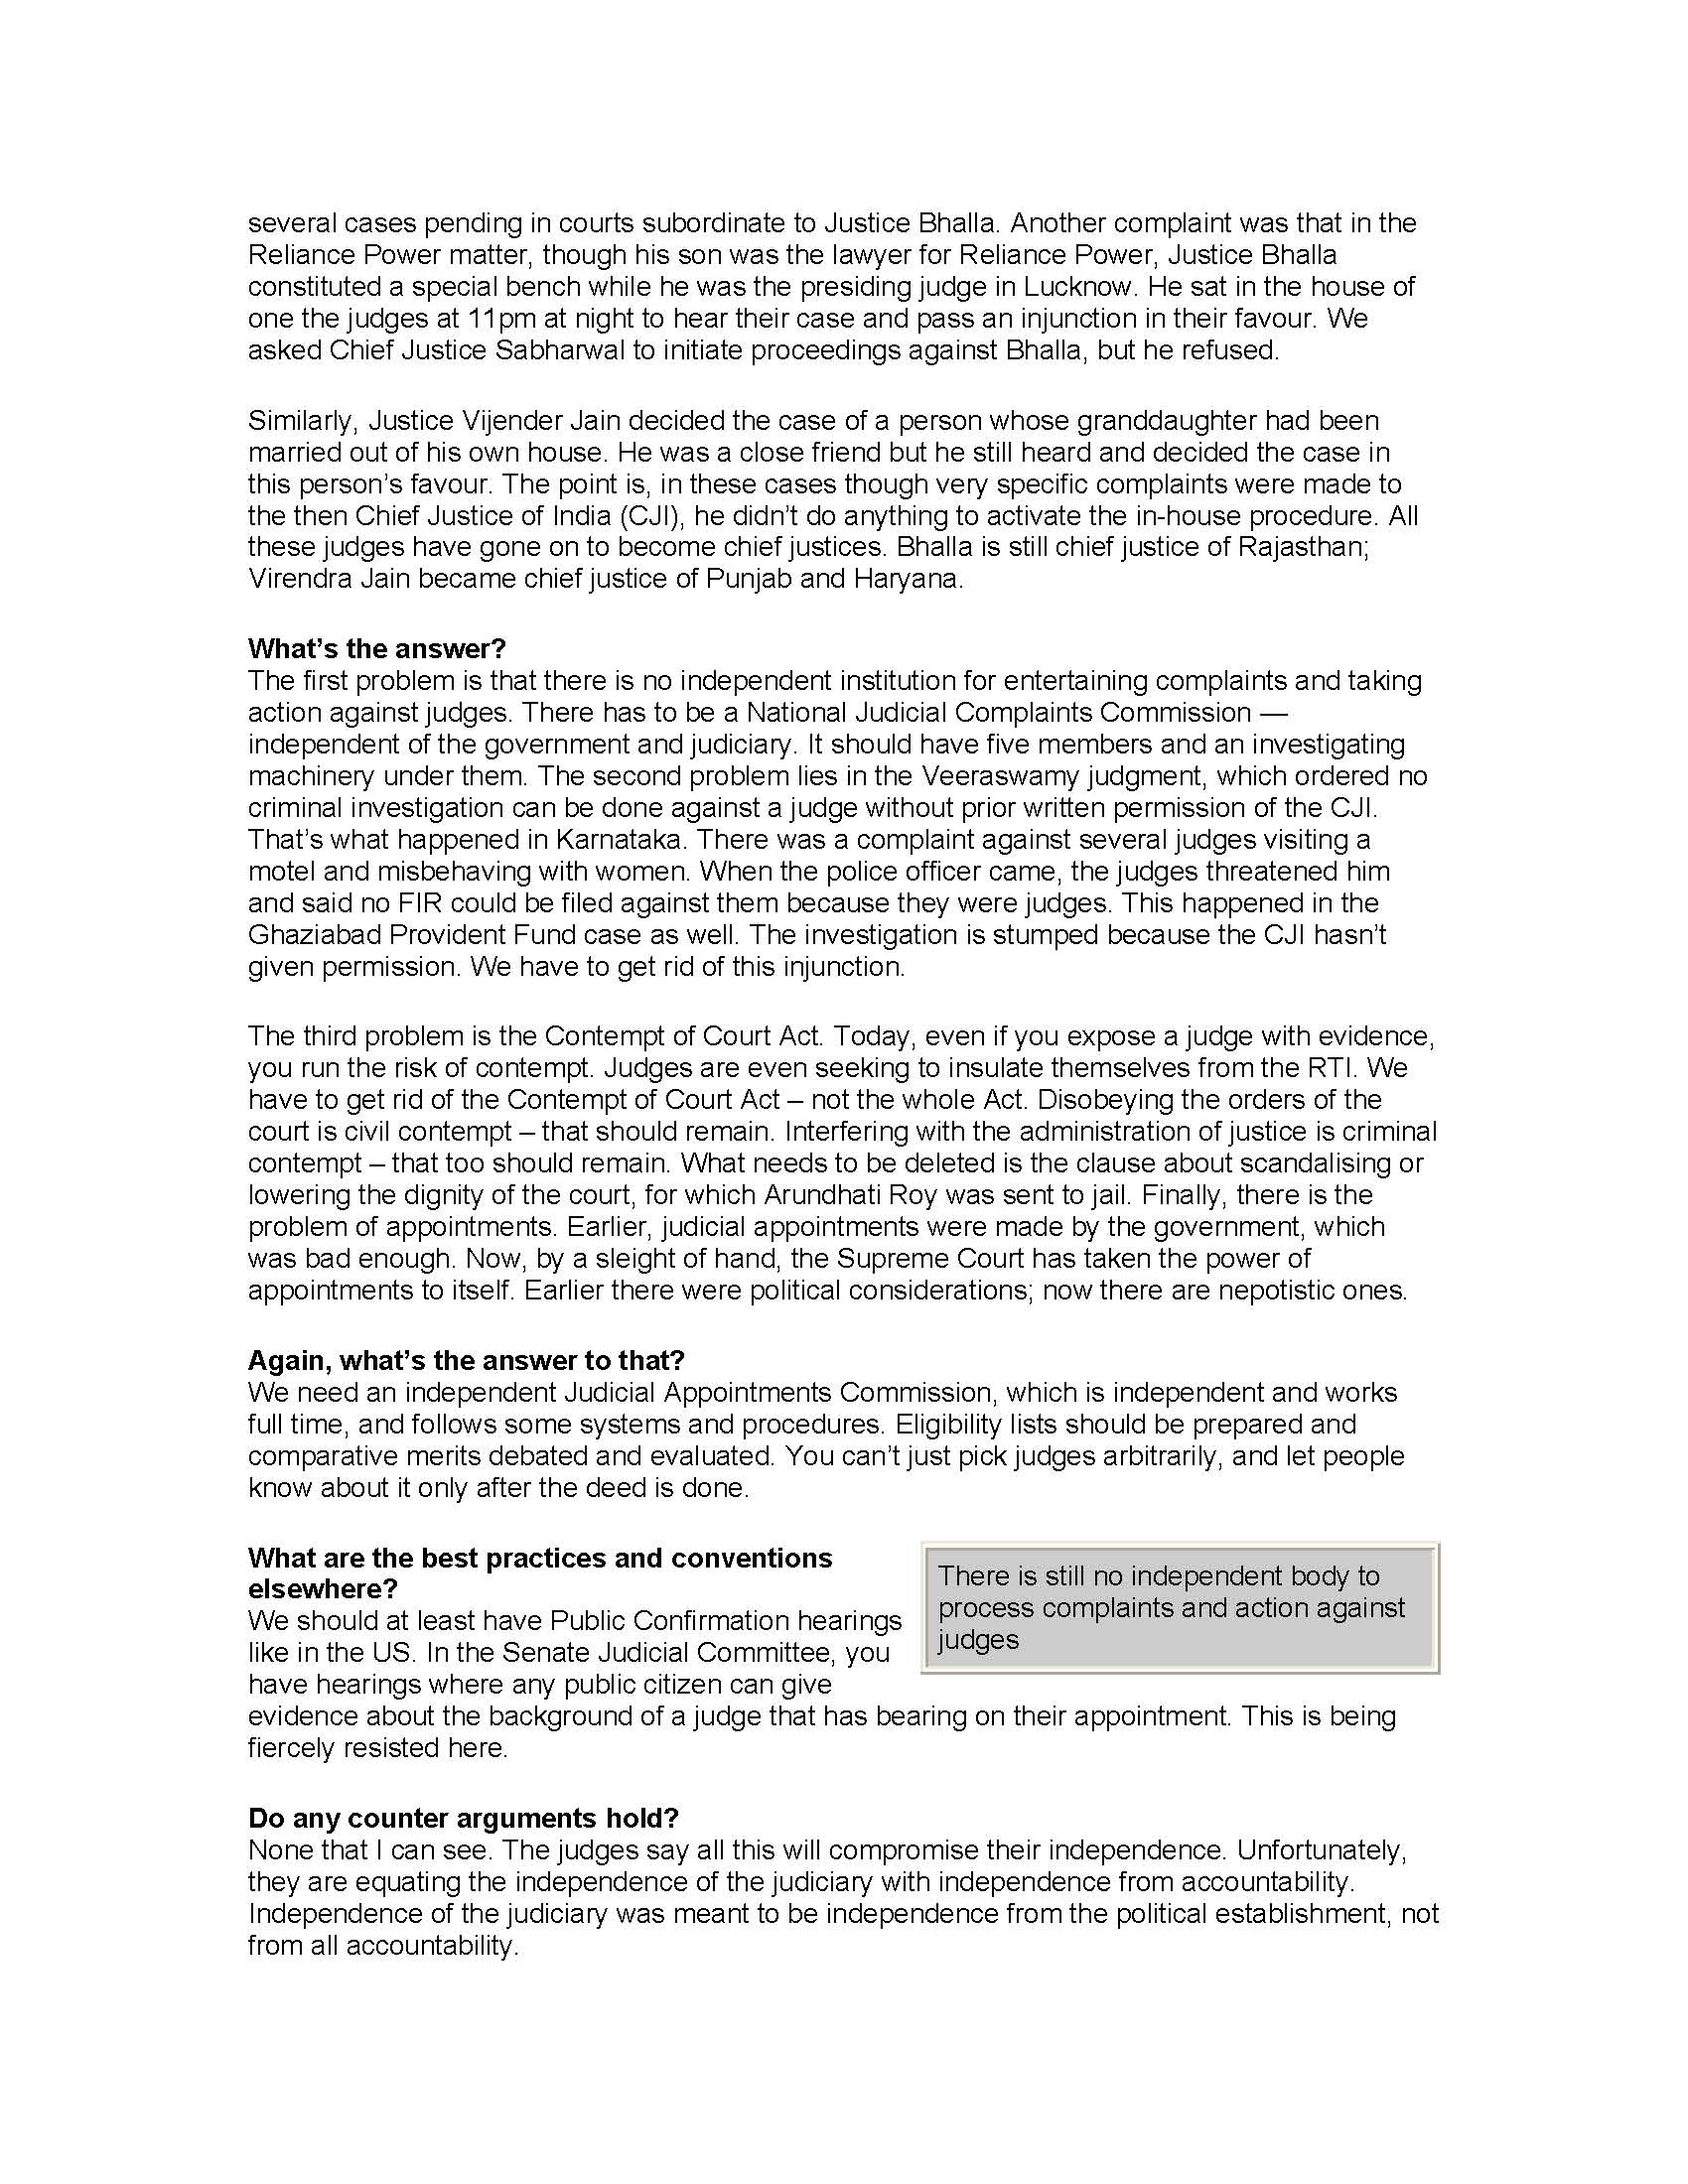 several cases pending in courts subordinate to Justice Bhalla. Another complaint was that in the
Reliance Power matter, though his son was the lawyer for Reliance Power, Justice Bhalla
constituted a special bench while he was the presiding judge in Lucknow. He sat in the house of
one the judges at 11pm at night to hear their case and pass an injunction in their favour. We
asked Chief Justice Sabharwal to initiate proceedings against Bhalla, but he refused.

Similarly, Justice Vijender Jain decided the case of a person whose granddaughter had been
married out of his own house. He was a close friend but he still heard and decided the case in
this person's favour. The point is, in these cases though very specific complaints were made to
the then Chief Justice of India (CJI), he didn't do anything to activate the in-house procedure. All
these judges have gone on to become chief justices. Bhalla is still chief justice of Rajasthan;
Virendra Jain became chief justice of Punjab and Haryana.

What's the answer?
The first problem is that there is no independent institution for entertaining complaints and taking
action against judges. There has to be a National Judicial Complaints Commission —
independent of the government and judiciary. It should have five members and an investigating
machinery under them. The second problem lies in the Veeraswamy judgment, which ordered no
criminal investigation can be done against a judge without prior written permission of the CJI.
That's what happened in Karnataka. There was a complaint against several judges visiting a
motel and misbehaving with women. When the police officer came, the judges threatened him
and said no FIR could be filed against them because they were judges. This happened in the
Ghaziabad Provident Fund case as well. The investigation is stumped because the CJI hasn't
given permission. We have to get rid of this injunction.

The third problem is the Contempt of Court Act. Today, even if you expose a judge with evidence,
you run the risk of contempt. Judges are even seeking to insulate themselves from the RTI. We
have to get rid of the Contempt of Court Act – not the whole Act. Disobeying the orders of the
court is civil contempt – that should remain. Interfering with the administration of justice is criminal
contempt – that too should remain. What needs to be deleted is the clause about scandalising or
lowering the dignity of the court, for which Arundhati Roy was sent to jail. Finally, there is the
problem of appointments. Earlier, judicial appointments were made by the government, which
was bad enough. Now, by a sleight of hand, the Supreme Court has taken the power of
appointments to itself. Earlier there were political considerations; now there are nepotistic ones.

Again, what's the answer to that?
We need an independent Judicial Appointments Commission, which is independent and works
full time, and follows some systems and procedures. Eligibility lists should be prepared and
comparative merits debated and evaluated. You can't just pick judges arbitrarily, and let people
know about it only after the deed is done.

What are the best practices and conventions
elsewhere?
We should at least have Public Confirmation hearings
like in the US. In the Senate Judicial Committee, you
have hearings where any public citizen can give
evidence about the background of a judge that has bearing on their appointment. This is being
fiercely resisted here.

There is still no independent body to
process complaints and action against
judges

Do any counter arguments hold?
None that I can see. The judges say all this will compromise their independence. Unfortunately,
they are equating the independence of the judiciary with independence from accountability.
Independence of the judiciary was meant to be independence from the political establishment, not
from all accountability.